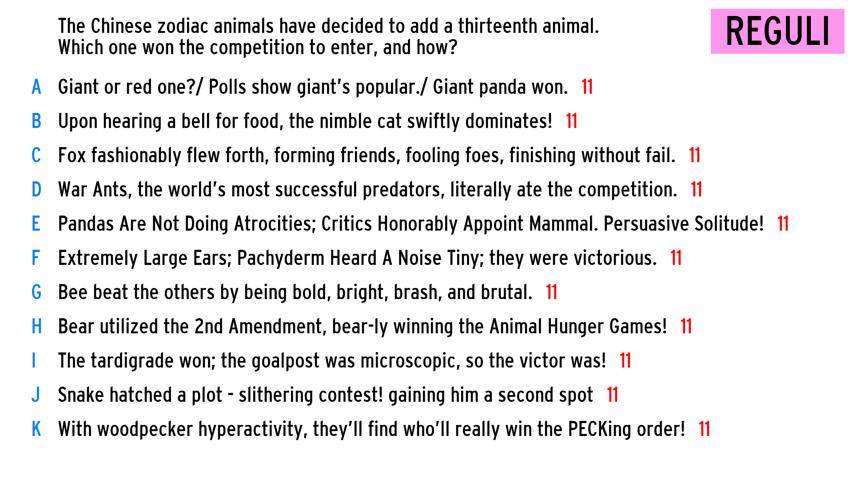 The Chinese zodiac animals have decided to add a thirteenth animal.
Which one won the competition to enter, and how?
REGULI
A Giant or red one?/ Polls show giant's popular./ Giant panda won. 11
B Upon hearing a bell for food, the nimble cat swiftly dominates! 11
C Fox fashionably flew forth, forming friends, fooling foes, finishing without fail. 11
D War Ants, the world's most successful predators, literally ate the competition. 11
E Pandas Are Not Doing Atrocities; Critics Honorably Appoint Mammal. Persuasive Solitude! 11
F Extremely Large Ears; Pachyderm Heard A Noise Tiny; they were victorious. 11
G Bee beat the others by being bold, bright, brash, and brutal. 11
H Bear utilized the 2nd Amendment, bear-ly winning the Animal Hunger Games! 11
I The tardigrade won; the goalpost was microscopic, so the victor was! 11
J Snake hatched a plot - slithering contest! gaining him a second spot 11
K With woodpecker hyperactivity, they'll find who'll really win the PECKing order! 11